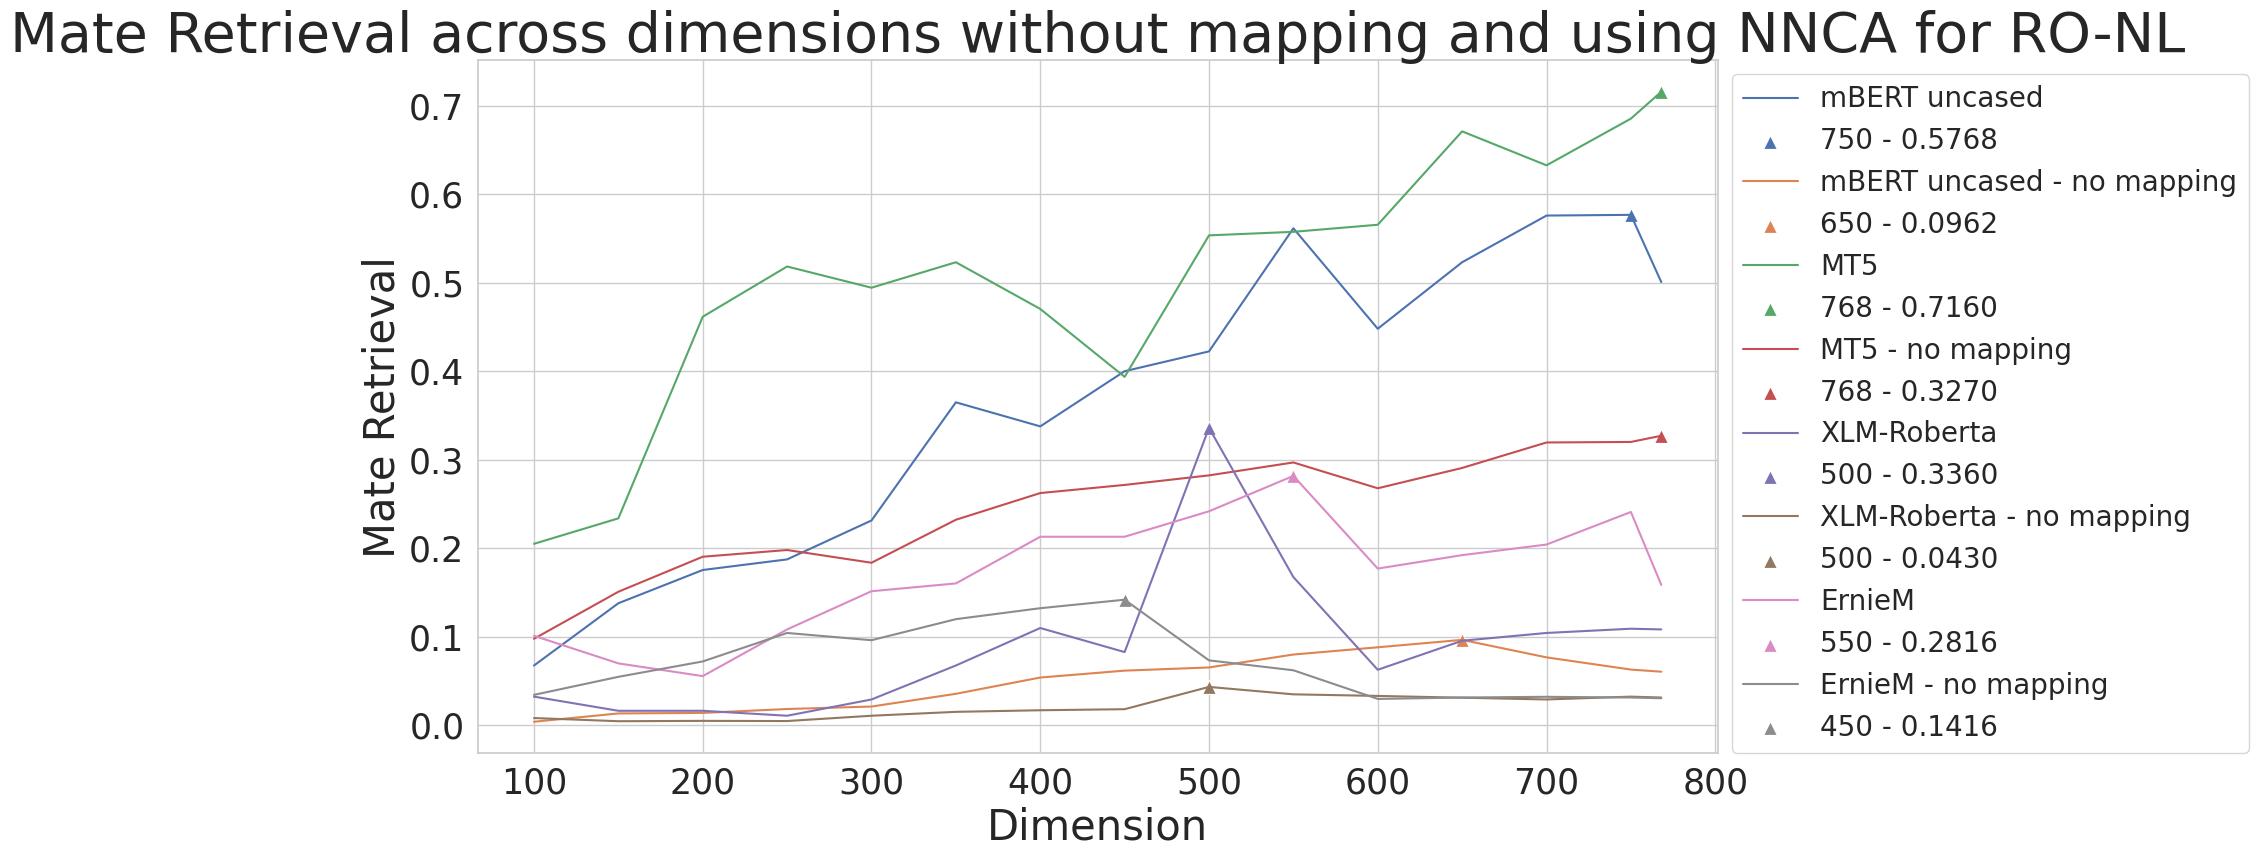 Mate Retrieval across dimensions without mapping and using NNCA for RO-NL
Mate Retrieval
0.7
0.6
0.5
0.4
0.3
0.2
0.1
0.0
100 200 300 400 500 600 700 800
Dimension
mBERT uncased
750 - 0.5768
mBERT uncased - no mapping
650 - 0.0962
MT5
768 - 0.7160
MT5 - no mapping
768 - 0.3270
XLM-Roberta
500 - 0.3360
XLM-Roberta - no mapping
500 - 0.0430
ErnieM
550 - 0.2816
ErnieM - no mapping
450 - 0.1416